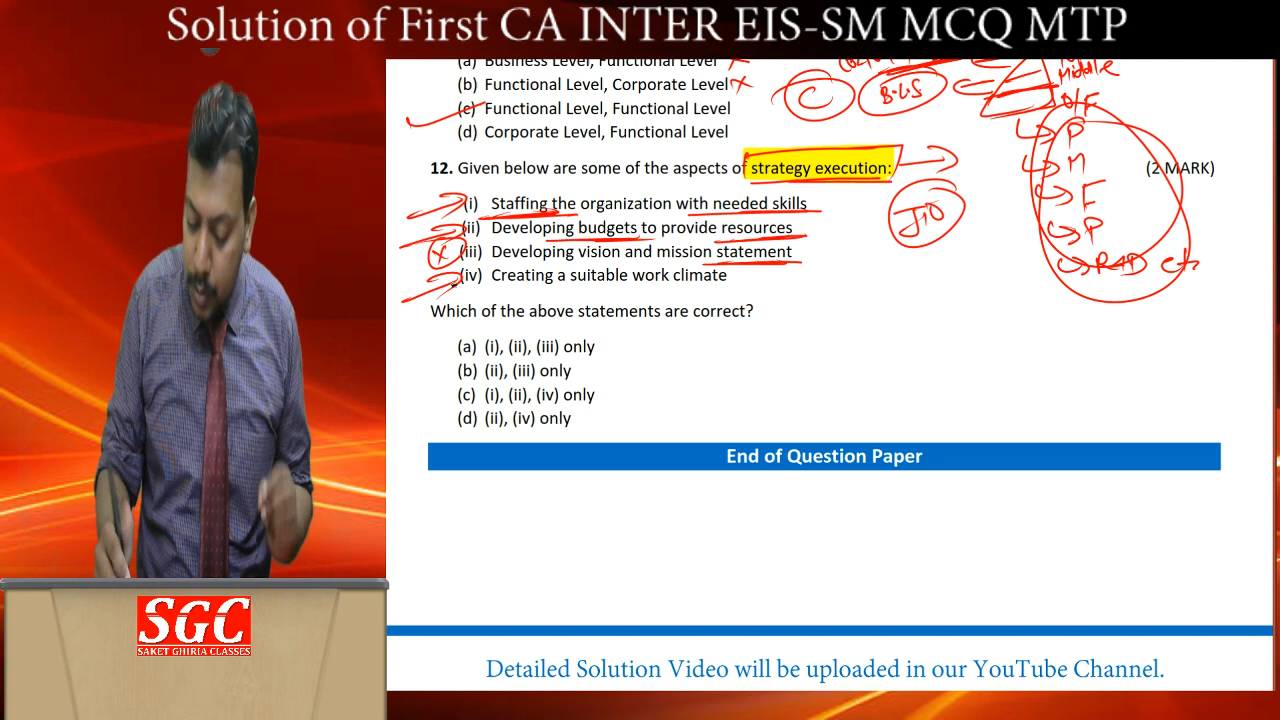 Solution of First CA INTER EIS-SM MCQ MTP
(a) Business Level, Functional Level
(b) Functional Level, Corporate Level
(c) Functional Level, Functional Level
(d) Corporate Level, Functional Level
C
B.L.S
Middle
P
M
F
P
R&D etc
12. Given below are some of the aspects of strategy execution: (2 MARK)
(i) Staffing the organization with needed skills
JIO
(ii) Developing budgets to provide resources
(iii) Developing vision and mission statement
(iv) Creating a suitable work climate
Which of the above statements are correct?
(a) (i), (ii), (iii) only
(b) (ii), (iii) only
(c) (i), (ii), (iv) only
(d) (ii), (iv) only
End of Question Paper
SGC
SAKET GHIRIA CLASSES
Detailed Solution Video will be uploaded in our YouTube Channel.